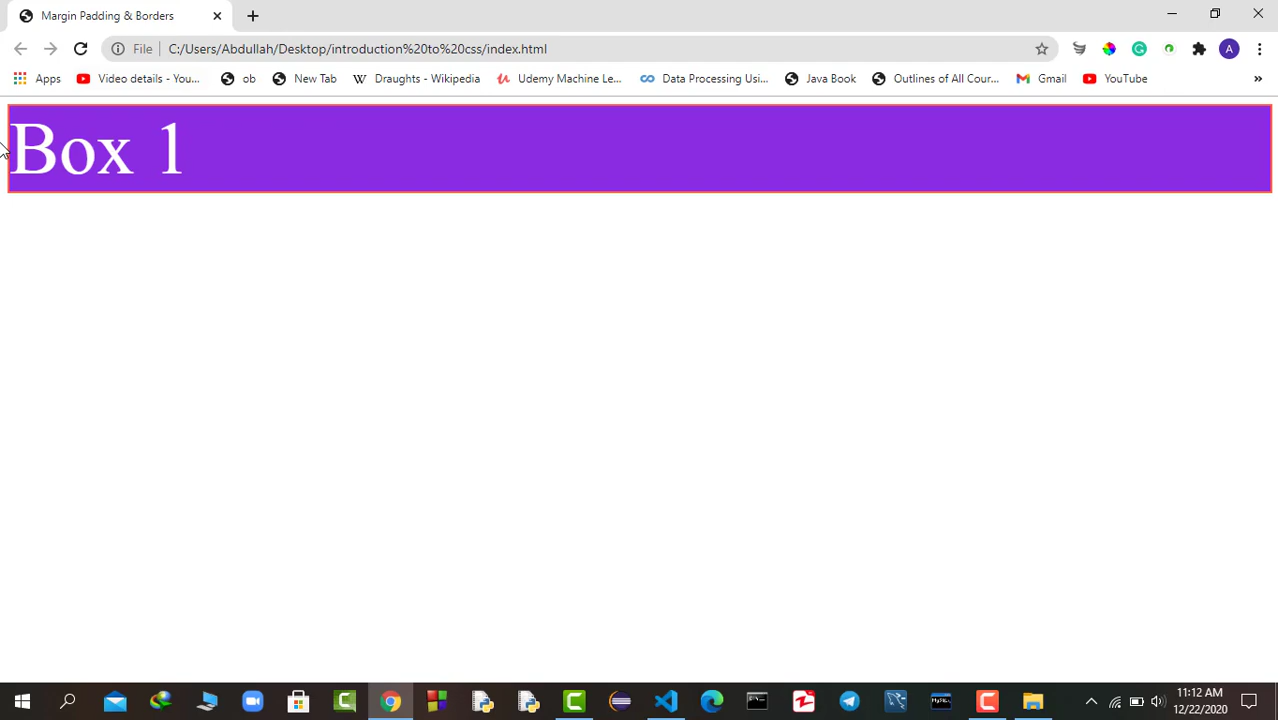 Margin Padding & Borders
File C:/Users/Abdullah/Desktop/introduction%20to%20css/index.html
A
Apps Video details - You... ob New Tab W Draughts - Wikipedia Udemy Machine Le... Data Processing Usi... Java Book Outlines of All Cour... Gmail YouTube »
Box 1
11:12 AM
12/22/2020